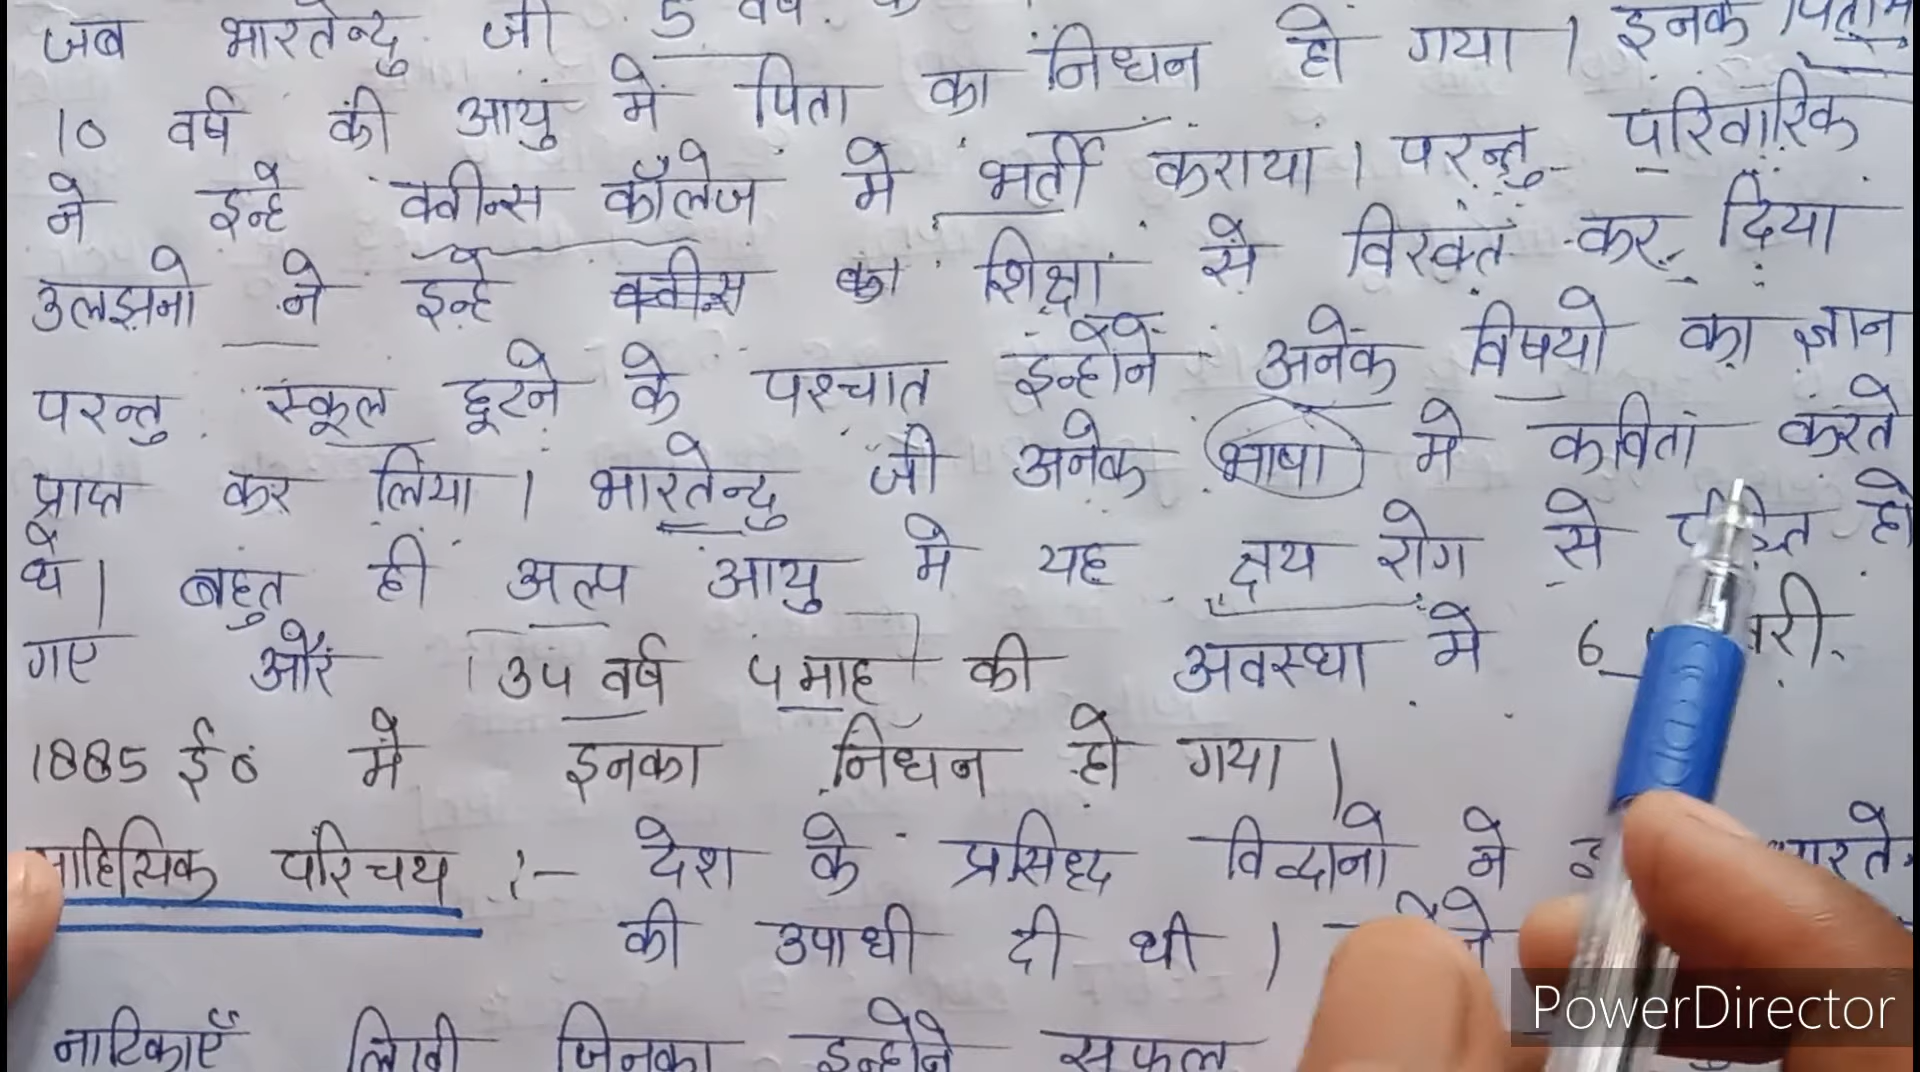 जब भारतेन्दु जी 5 वर्ष
10 वर्ष की आयु में पिता का निधन हो गया । इनके
ने इन्हे क्वीन्स कॉलेज मे भर्ती कराया । परन्तु परिवारिक
उलझनो ने इन्हे क्वीन्स का शिक्षा से विरक्त कर दिया
परन्तु स्कूल छूटने के पश्चात इन्होने अनेक विषयो का ज्ञान
प्राप्त कर लिया । भारतेन्दु जी अनेक भाषा मे कविता करते
थे । बहुत ही अल्प आयु मे यह क्षय रोग से हो
गए और 34 वर्ष 4 माह की अवस्था मे 6
1885 ई० मे इनका निधन हो गया ।
साहित्यिक परिचय :- देश के प्रसिध्द विद्वानो ने
की उपाधी दी थी ।
नाटिकाएँ लिखी जिनका इन्होने सफल
PowerDirector